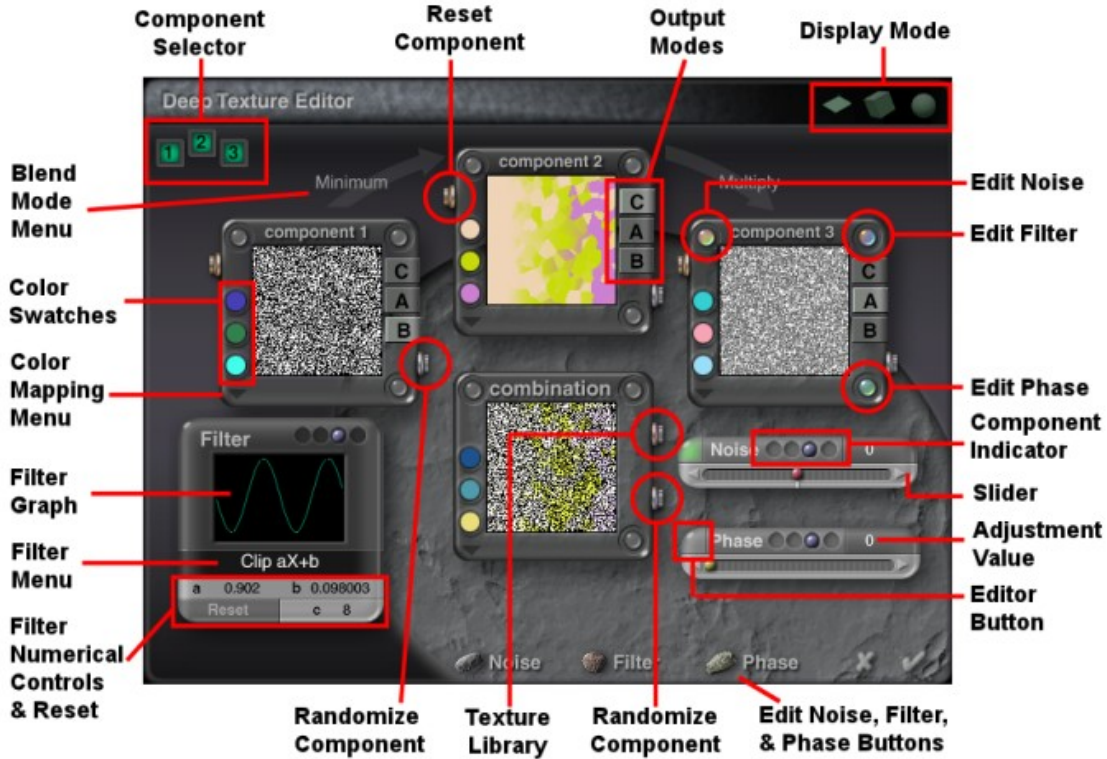 Component
Selector
Reset
Component
Output
Modes
Display Mode
Deep Texture Editor
1
2
3
Blend
Mode
Menu
Minimum
component 2
Multiply
C
A
B
Edit Noise
Edit Filter
component 1
C
A
B
component 3
C
A
B
Color
Swatches
Color
Mapping
Menu
combination
Edit Phase
Component
Indicator
Filter
Noise
0
Filter
Graph
Slider
Phase
0
Adjustment
Value
Filter
Menu
Clip aX+b
a 0.902 b 0.098003
Reset c 8
Editor
Button
Filter
Numerical
Controls
& Reset
Noise
Filter
Phase
Randomize
Component
Texture
Library
Randomize
Component
Edit Noise, Filter,
& Phase Buttons